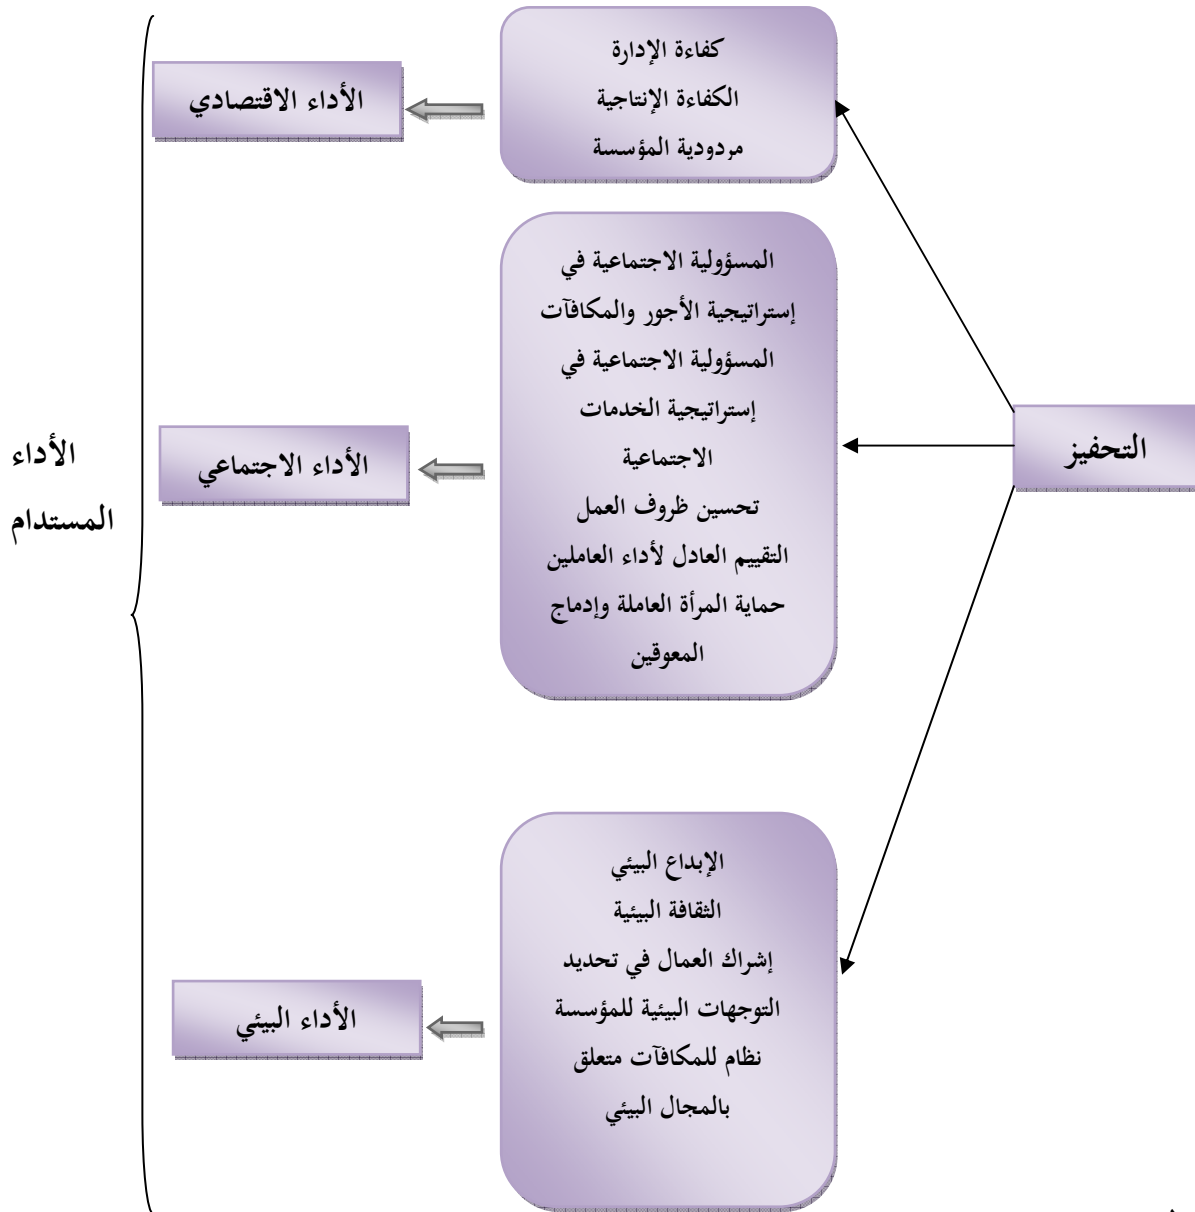 كفاءة الإدارة
الكفاءة الإنتاجية
مردودية المؤسسة
الأداء الاقتصادي
المسؤولية الاجتماعية في
إستراتيجية الأجور والمكافآت
المسؤولية الاجتماعية في
إستراتيجية الخدمات
الاجتماعية
تحسين ظروف العمل
التقييم العادل لأداء العاملين
حماية المرأة العاملة وإدماج
المعوقين
التحفيز
الأداء الاجتماعي
الأداء
المستدام
الإبداع البيئي
الثقافة البيئية
إشراك العمال في تحديد
التوجهات البيئية للمؤسسة
نظام للمكافآت متعلق
بالمجال البيئي
الأداء البيئي